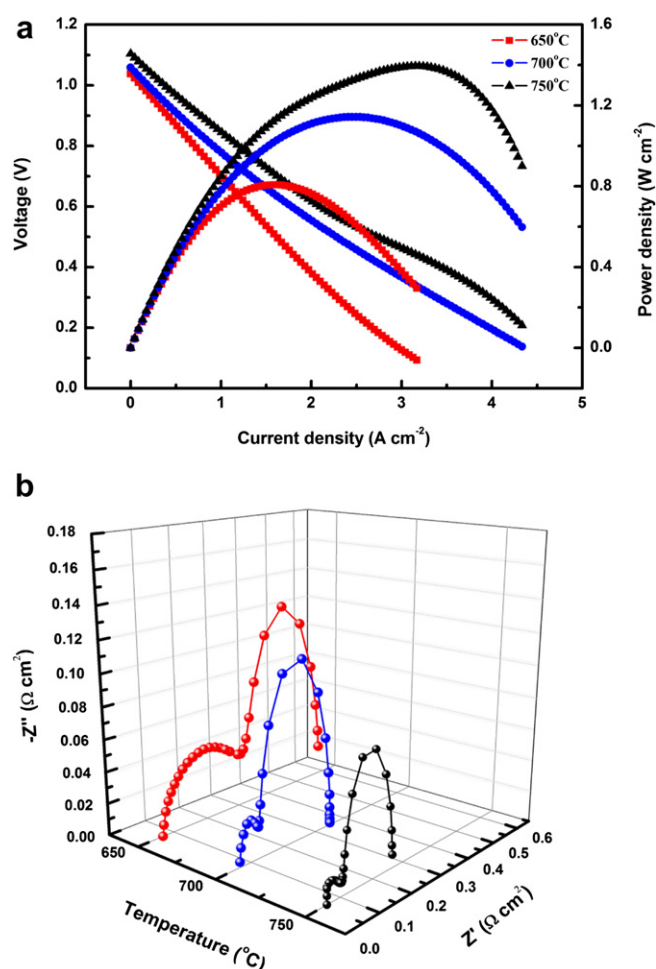 a
1.2
1.0
0.8
0.6
0.4
0.2
0.0
Voltage (V)
1.6
1.2
0.8
0.4
0.0
Power density (W cm⁻²)
650°C
700°C
750°C
0 1 2 3 4 5
Current density (A cm⁻²)
b
0.18
0.16
0.14
0.12
0.10
0.08
0.06
0.04
0.02
0.00
-Z" (Ω cm²)
650
700
750
Temperature (°C)
0.0
0.1
0.2
0.3
0.4
0.5
0.6
Z' (Ω cm²)